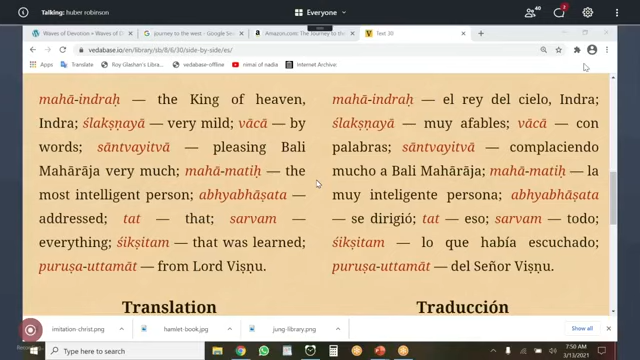 Talking: huber robinson
Everyone
40
2
Waves of Devotion » Waves of E
journey to the west - Google Sea
Amazon.com: The Journey to the
Text 30
vedabase.io/en/library/sb/8/6/30/side-by-side/es/
Apps
Translate
Roy Glashan's Library
vedabase-offline
nimai of nadia
Internet Archive:
mahā-indraḥ — the King of heaven,
Indra; ślakṣṇayā — very mild; vācā — by
words; sāntvayitvā — pleasing Bali
Mahārāja very much; mahā-matiḥ — the
most intelligent person; abhyabhāṣata —
addressed; tat — that; sarvam —
everything; śikṣitam — that was learned;
puruṣa-uttamāt — from Lord Viṣṇu.
Translation
mahā-indraḥ — el rey del cielo, Indra;
ślakṣṇayā — muy afables; vācā — con
palabras; sāntvayitvā — complaciendo
mucho a Bali Mahārāja; mahā-matiḥ — la
muy inteligente persona; abhyabhāṣata
— se dirigió; tat — eso; sarvam — todo;
śikṣitam — lo que había escuchado;
puruṣa-uttamāt — del Señor Viṣṇu.
Traducción
imitation-christ.png
hamlet-book.jpg
jung-library.png
Show all
Type here to search
7:50 AM
3/13/2021